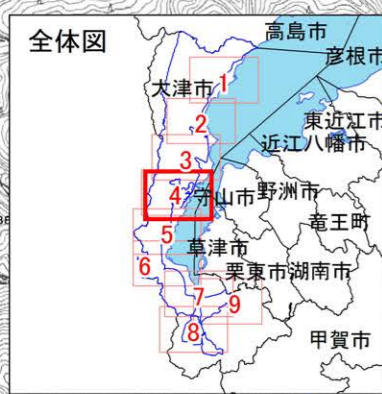 全体図
高島市
彦根市
大津市
1
東近江市
2
近江八幡市
3
4
守山市
野洲市
竜王町
5
草津市
6
栗東市
湖南市
7
9
8
甲賀市